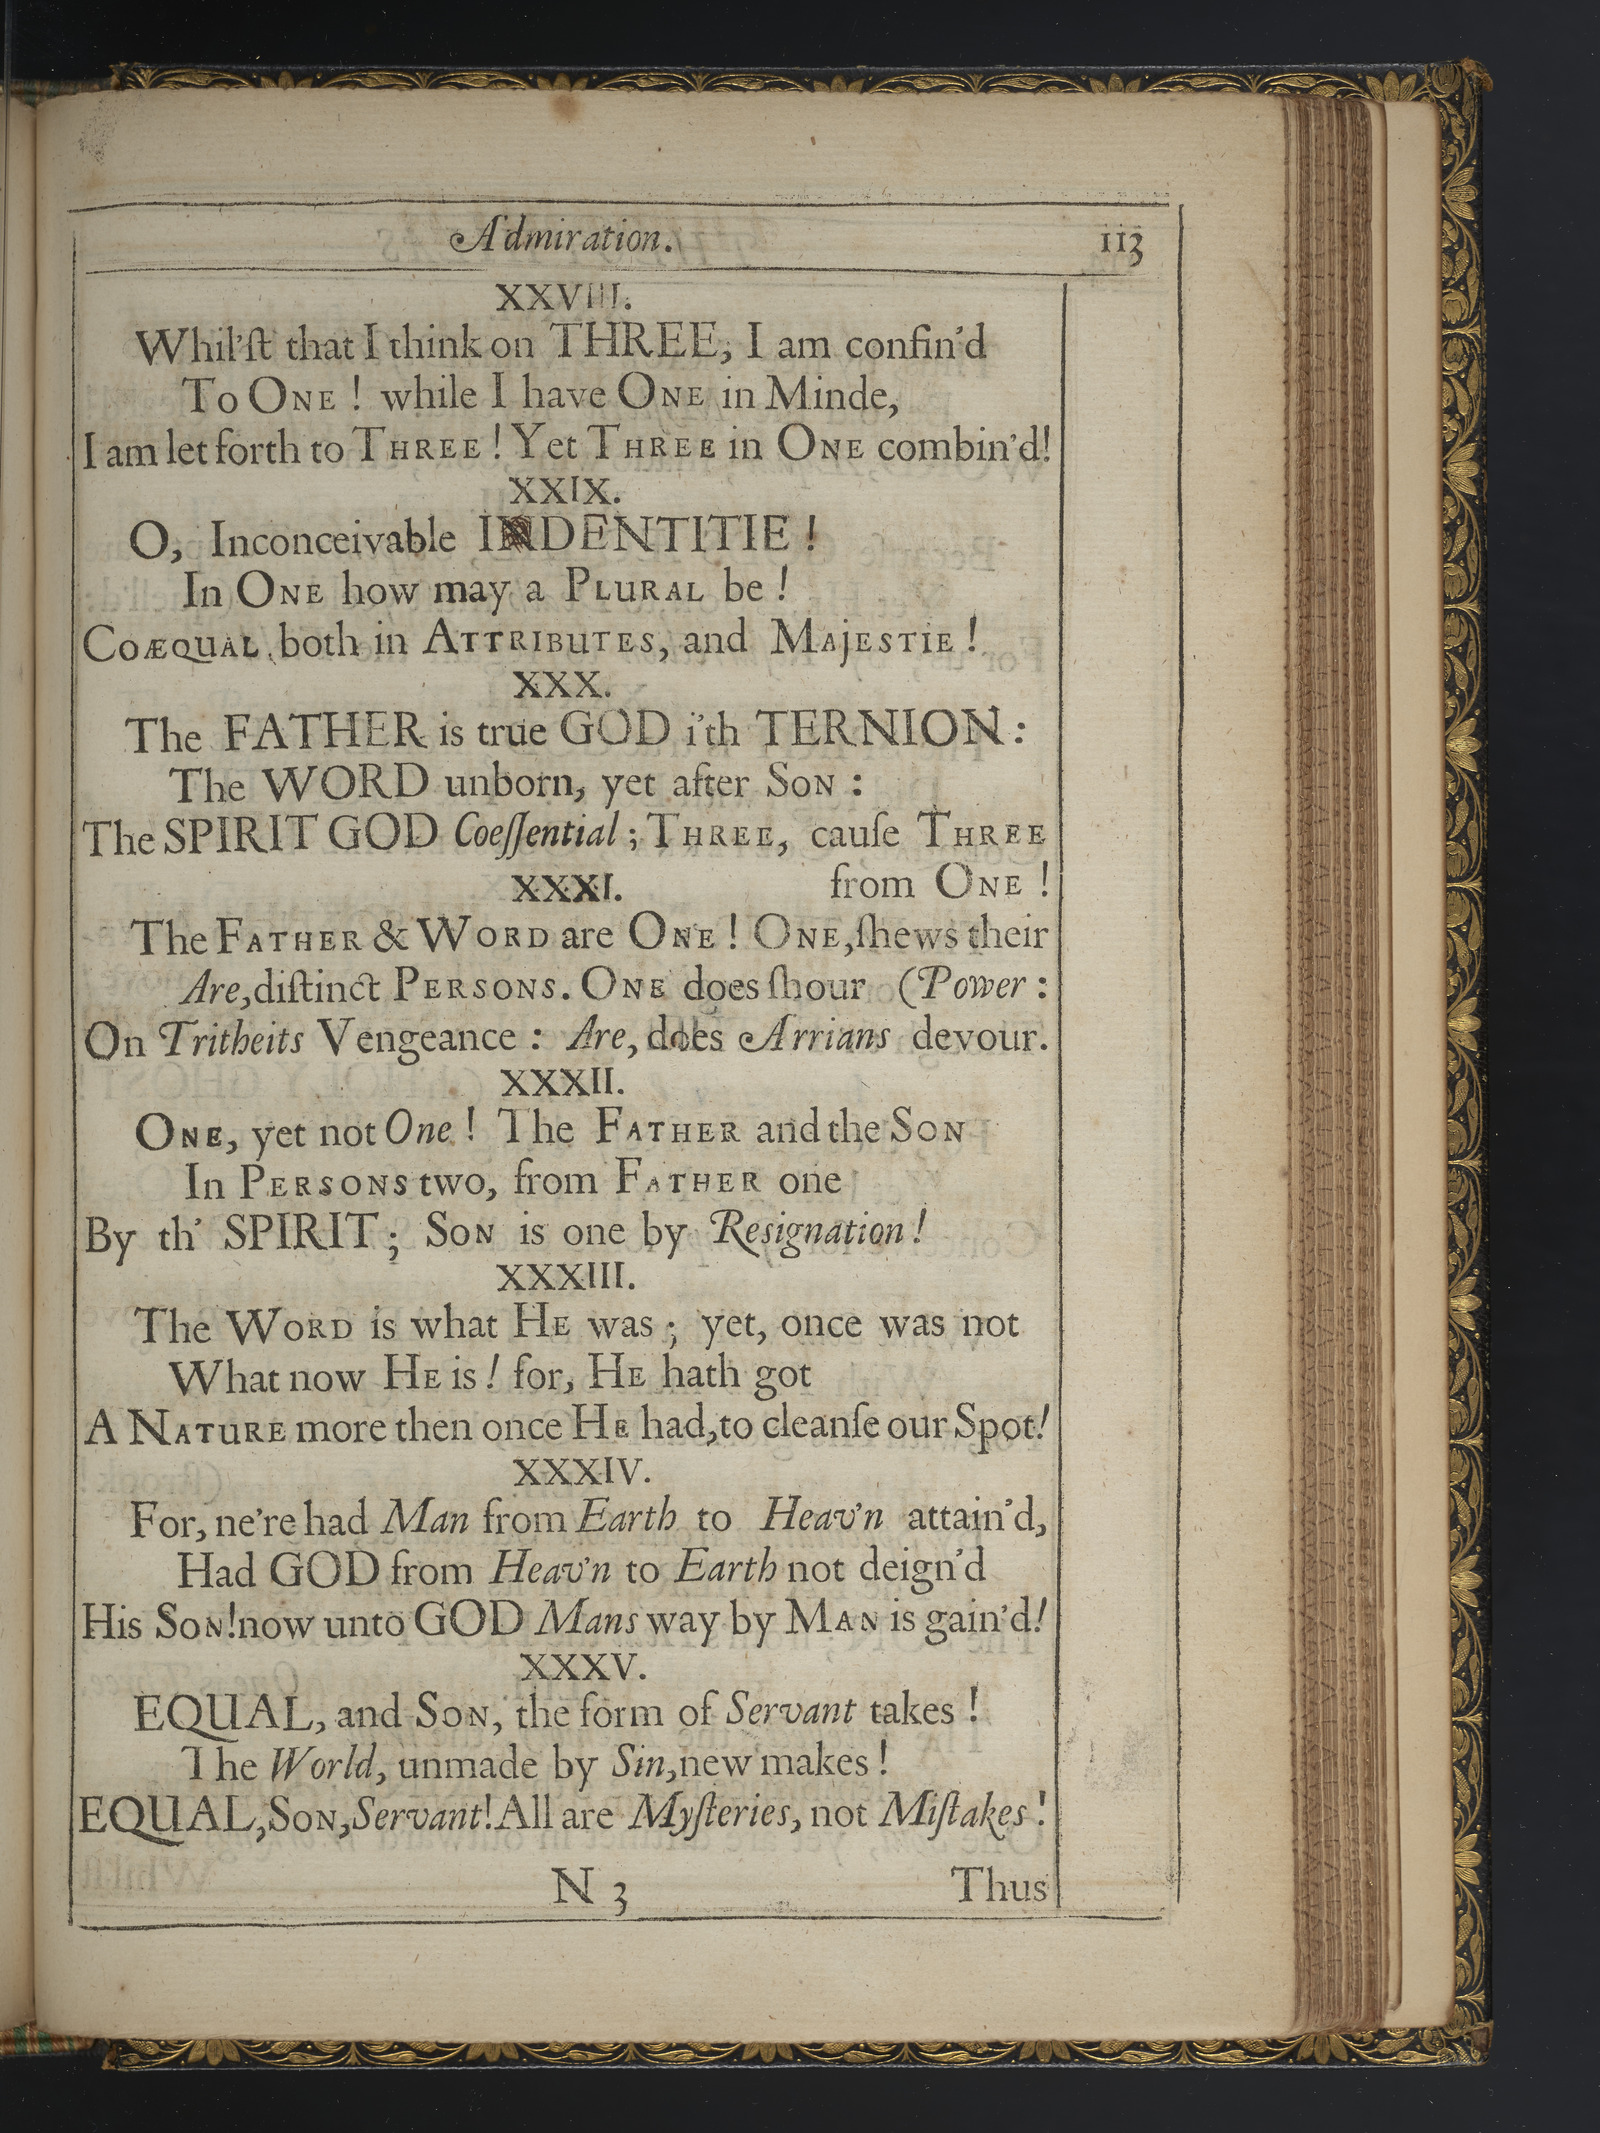 Admiration. 113
XXVIII.
Whil'ſt that I think on THREE, I am confin'd
To ONE ! while I have ONE in Minde,
I am let forth to THREE ! Yet THREE in ONE combin'd!
XXIX.
O, Inconceivable INDENTITIE !
In ONE how may a PLURAL be !
COÆQUAL both in ATTRIBUTES, and MAJESTIE !
XXX.
The FATHER is true GOD i'th TERNION :
The WORD unborn, yet after SON :
The SPIRIT GOD Coeſſential ; THREE, cauſe THREE
XXXI. from ONE !
The FATHER & WORD are ONE ! ONE, ſhews their
Are, diſtinct PERSONS. ONE does ſhour (Power :
On Tritheits Vengeance : Are, does Arrians devour.
XXXII.
ONE, yet not One ! The FATHER and the SON
In PERSONS two, from FATHER one
By th' SPIRIT ; SON is one by Resignation !
XXXIII.
The WORD is what HE was ; yet, once was not
What now HE is ! for, HE hath got
A NATURE more then once HE had, to cleanſe our Spot!
XXXIV.
For, ne're had Man from Earth to Heav'n attain'd,
Had GOD from Heav'n to Earth not deign'd
His SON! now unto GOD Mans way by MAN is gain'd!
XXXV.
EQUAL, and SON, the form of Servant takes !
The World, unmade by Sin, new makes !
EQUAL, SON, Servant! All are Myſteries, not Miſtakes !
N 3 Thus